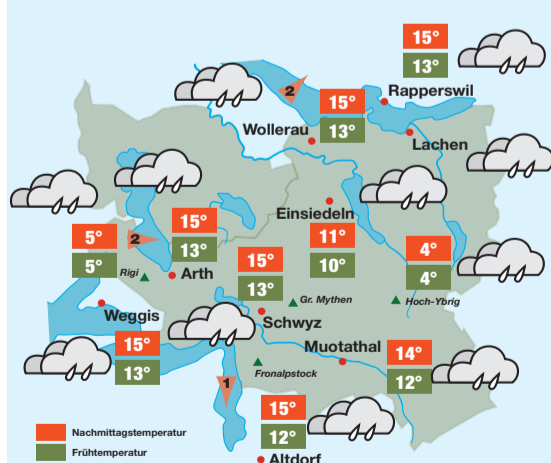 15°
13°
Rapperswil
2
15°
13°
Wollerau
Lachen
Einsiedeln
11°
10°
15°
13°
2
5°
5°
Rigi
Arth
15°
13°
4°
4°
Gr. Mythen
Hoch-Ybrig
Weggis
Schwyz
15°
13°
Muotathal
14°
12°
Fronalpstock
1
15°
12°
Altdorf
Nachmittagstemperatur
Frühtemperatur